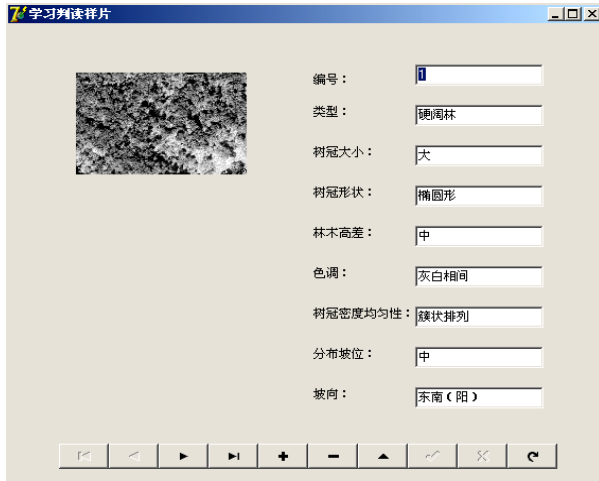 学习判读样片
编号：
1
类型：
硬阔林
树冠大小：
大
树冠形状：
椭圆形
林木高差：
中
色调：
灰白相间
树冠密度均匀性：
簇状排列
分布坡位：
中
坡向：
东南（阳）